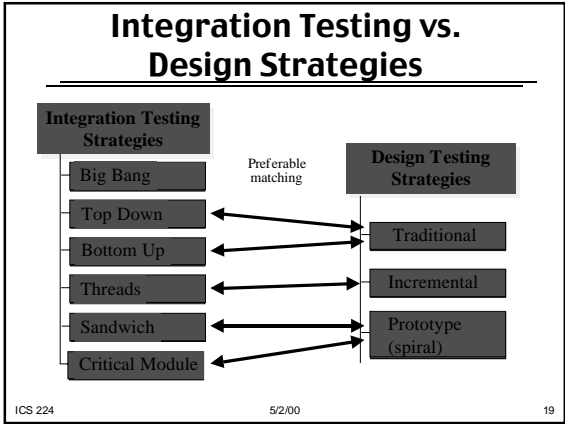 Integration Testing vs.
Design Strategies
Integration Testing
Strategies
Big Bang
Top Down
Bottom Up
Threads
Sandwich
Critical Module
Preferable
matching
Design Testing
Strategies
Traditional
Incremental
Prototype
(spiral)
ICS 224
5/2/00
19